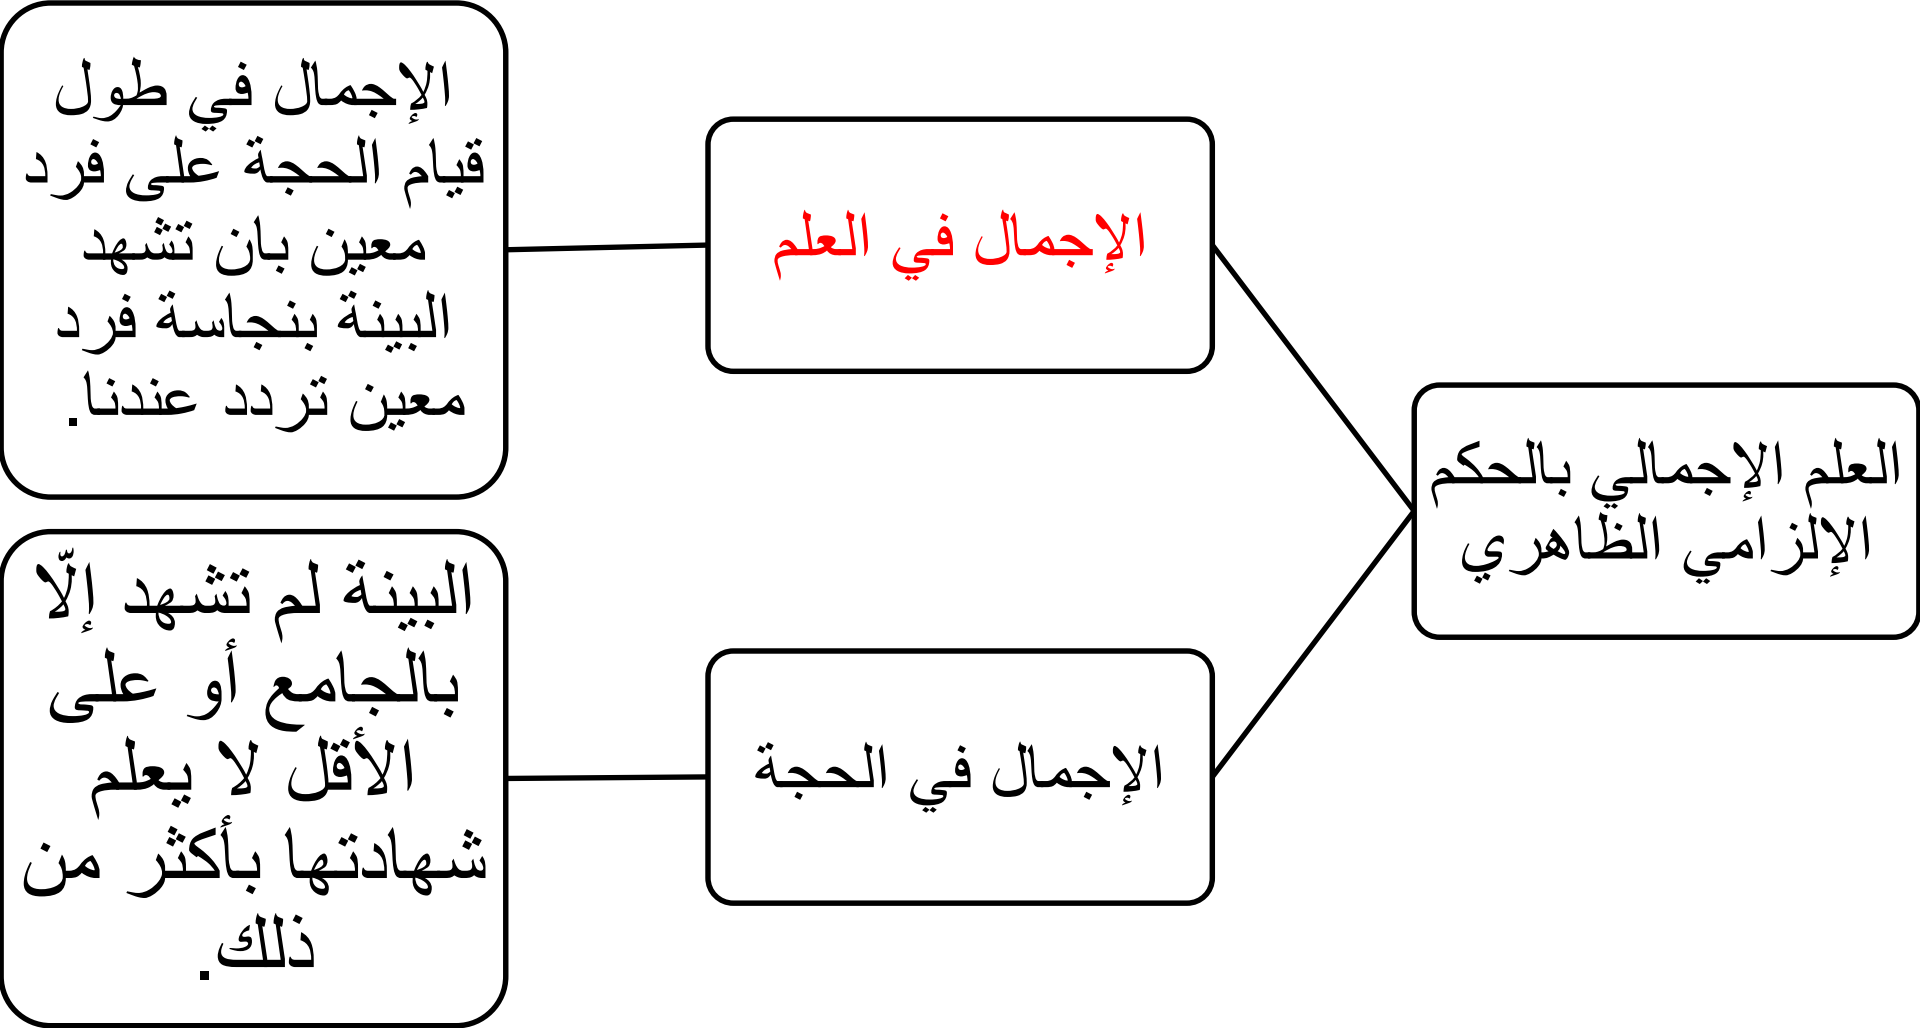 العلم الإجمالي بالحكم
الإلزامي الظاهري
الإجمال في العلم
الإجمال في طول
قيام الحجة على فرد
معين بان تشهد
البينة بنجاسة فرد
معين تردد عندنا.
الإجمال في الحجة
البينة لم تشهد إلّا
بالجامع أو على
الأقل لا يعلم
شهادتها بأكثر من
ذلك.